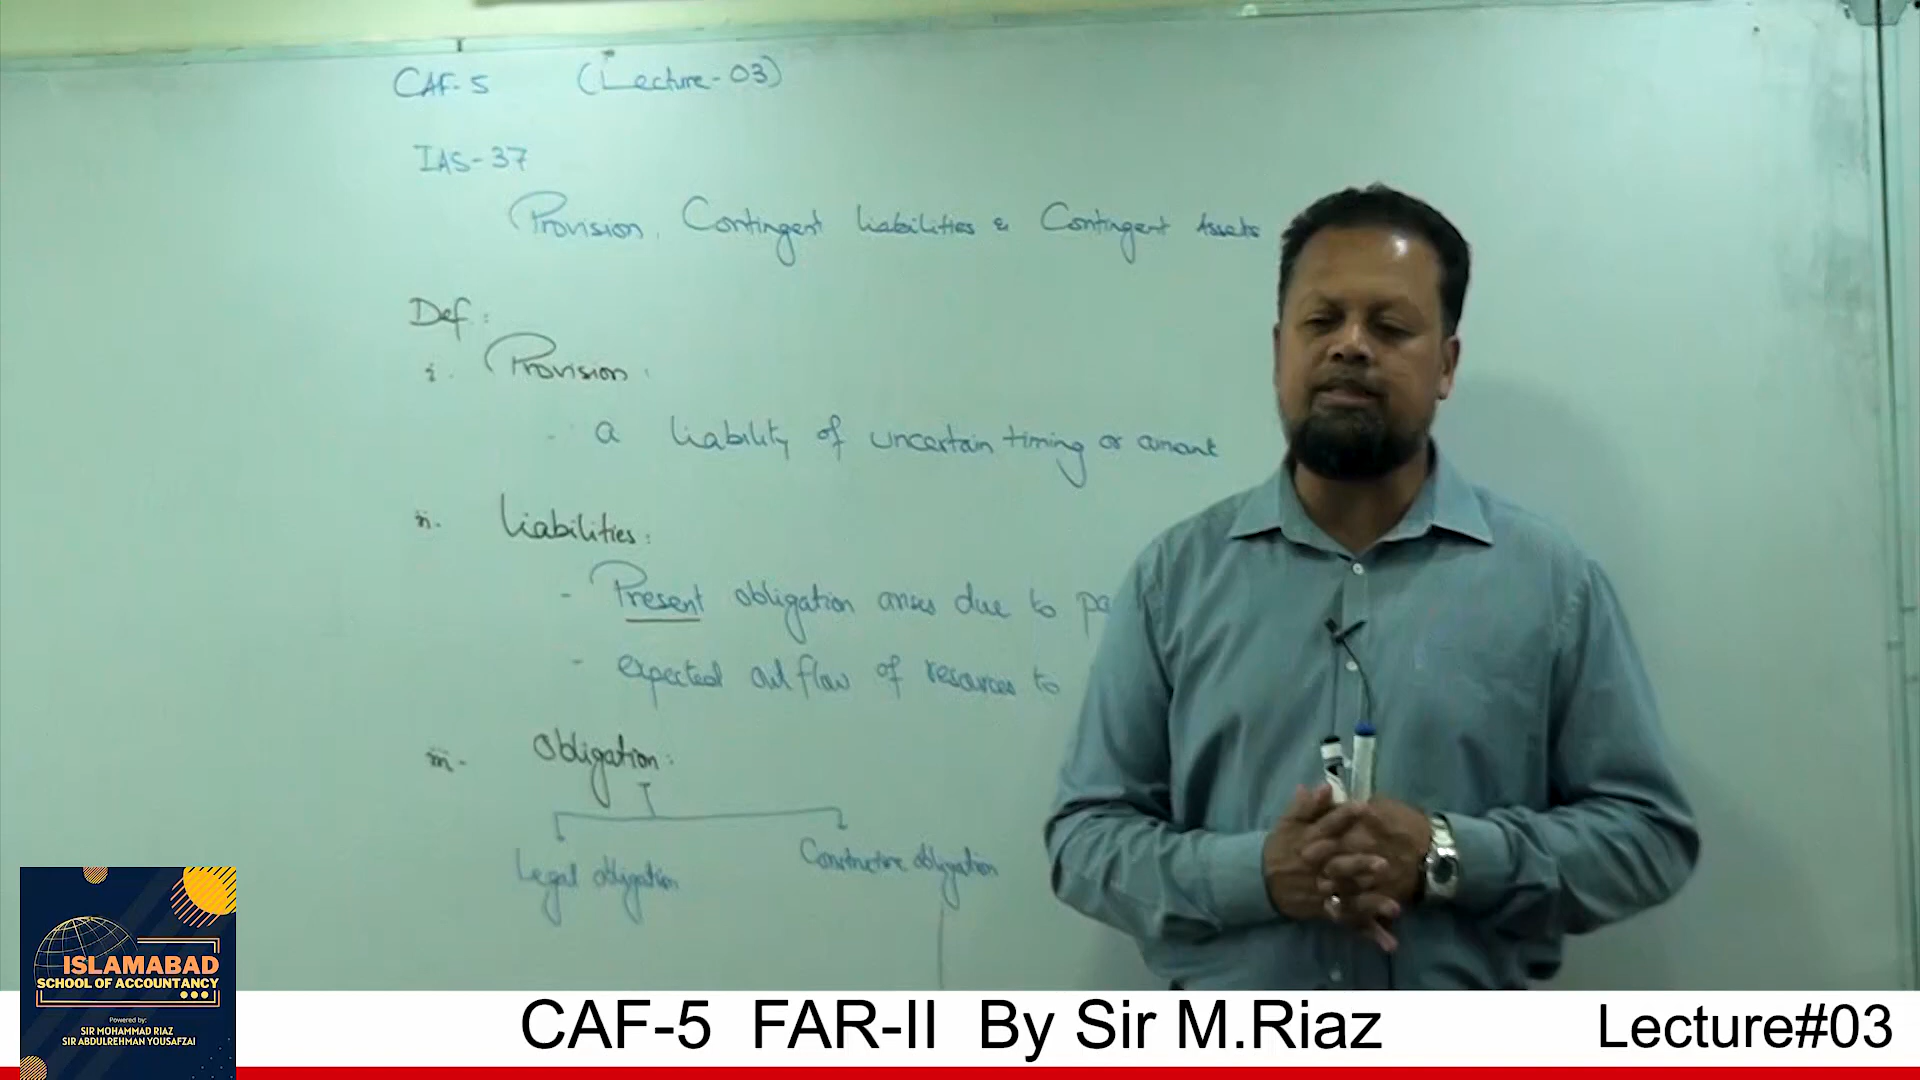 CAF-5 (Lecture-03)
IAS-37
Provision, Contingent liabilities & Contingent Assets
Def:
i. Provision:
- a liability of uncertain timing or amount
ii. Liabilities:
- Present obligation arises due to pa
- expected outflow of resources to
iii. Obligation:
Legal obligation Constructive obligation
ISLAMABAD
SCHOOL OF ACCOUNTANCY
Powered by:
SIR MOHAMMAD RIAZ
SIR ABDULREHMAN YOUSAFZAI
CAF-5 FAR-II By Sir M.Riaz Lecture#03